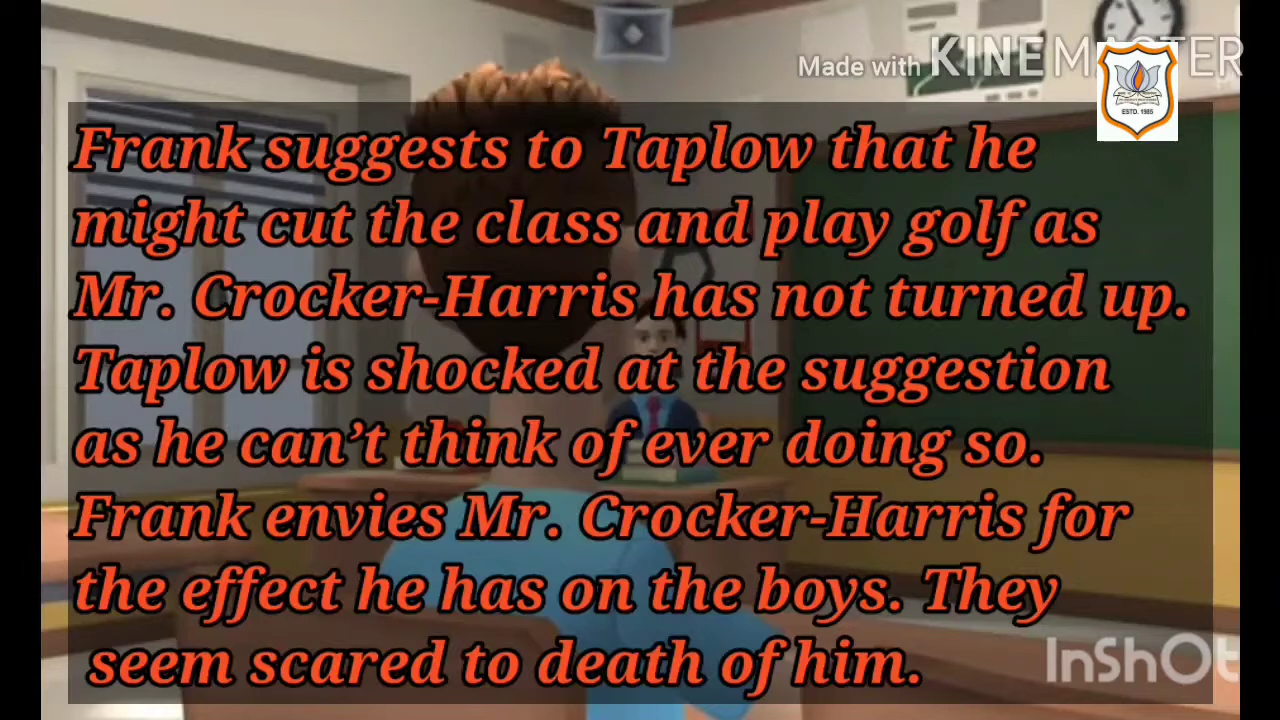 Made with KINEMASTER
ESTD. 1985
Frank suggests to Taplow that he
might cut the class and play golf as
Mr. Crocker-Harris has not turned up.
Taplow is shocked at the suggestion
as he can’t think of ever doing so.
Frank envies Mr. Crocker-Harris for
the effect he has on the boys. They
seem scared to death of him.
InShOt